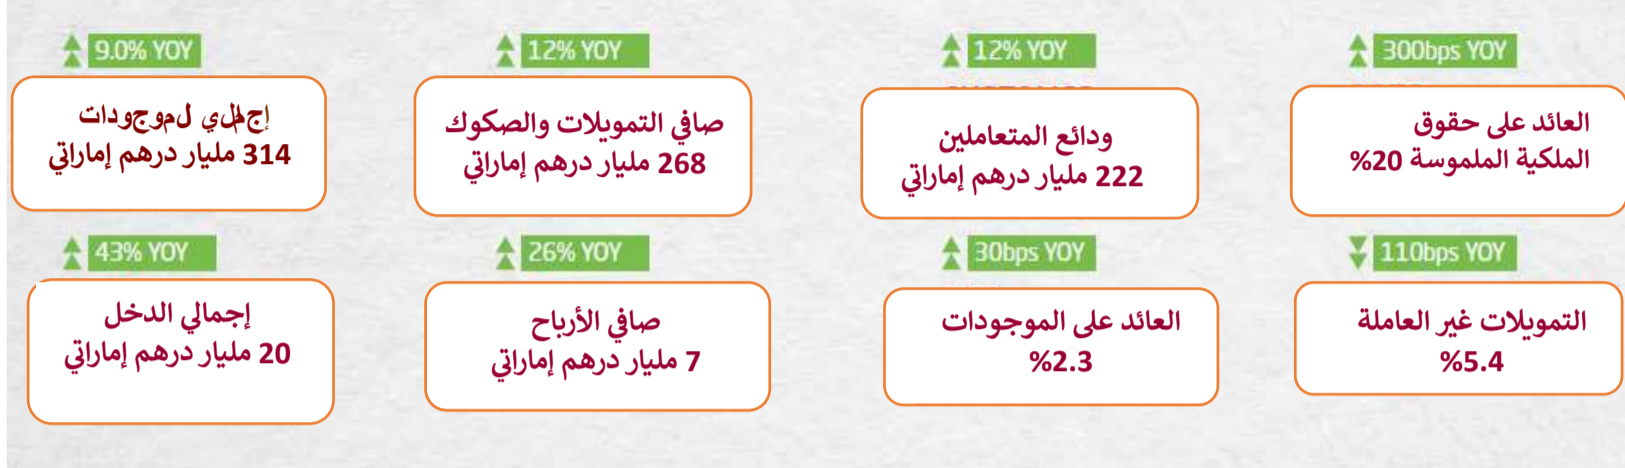 9.0% YOY
إجمالي الموجودات
314 مليار درهم إماراتي
12% YOY
صافي التمويلات والصكوك
268 مليار درهم إماراتي
12% YOY
ودائع المتعاملين
222 مليار درهم إماراتي
300bps YOY
العائد على حقوق
الملكية الملموسة 20%
43% YOY
إجمالي الدخل
20 مليار درهم إماراتي
26% YOY
صافي الأرباح
7 مليار درهم إماراتي
30bps YOY
العائد على الموجودات
%2.3
110bps YOY
التمويلات غير العاملة
%5.4